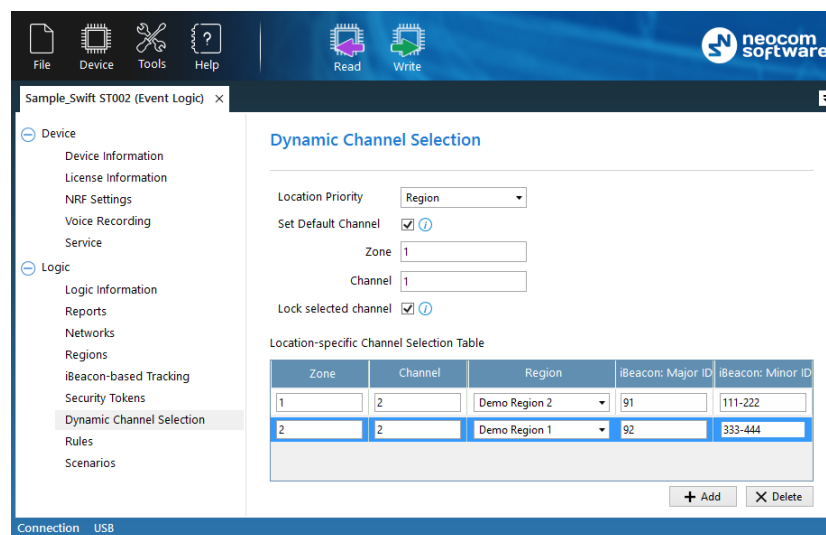 File Device Tools Help Read Write
neocom
software
Sample_Swift ST002 (Event Logic) ×
Device
Device Information
License Information
NRF Settings
Voice Recording
Service
Logic
Logic Information
Reports
Networks
Regions
iBeacon-based Tracking
Security Tokens
Dynamic Channel Selection
Rules
Scenarios
Dynamic Channel Selection
Location Priority Region
Set Default Channel
Zone 1
Channel 1
Lock selected channel
Location-specific Channel Selection Table
Zone Channel Region iBeacon: Major ID iBeacon: Minor ID
1 2 Demo Region 2 91 111-222
2 2 Demo Region 1 92 333-444
+ Add × Delete
Connection USB